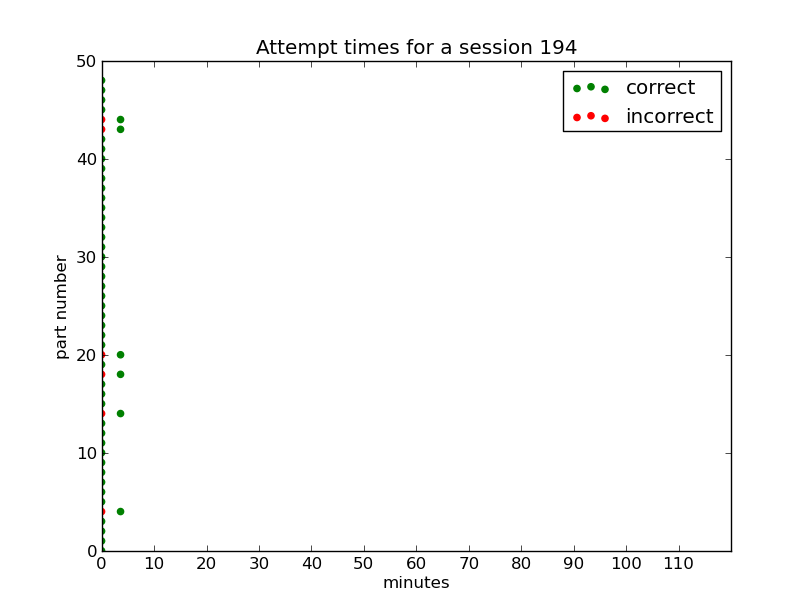 Attempt times for a session 194
correct
incorrect
50
40
30
20
10
0
part number
0 10 20 30 40 50 60 70 80 90 100 110
minutes